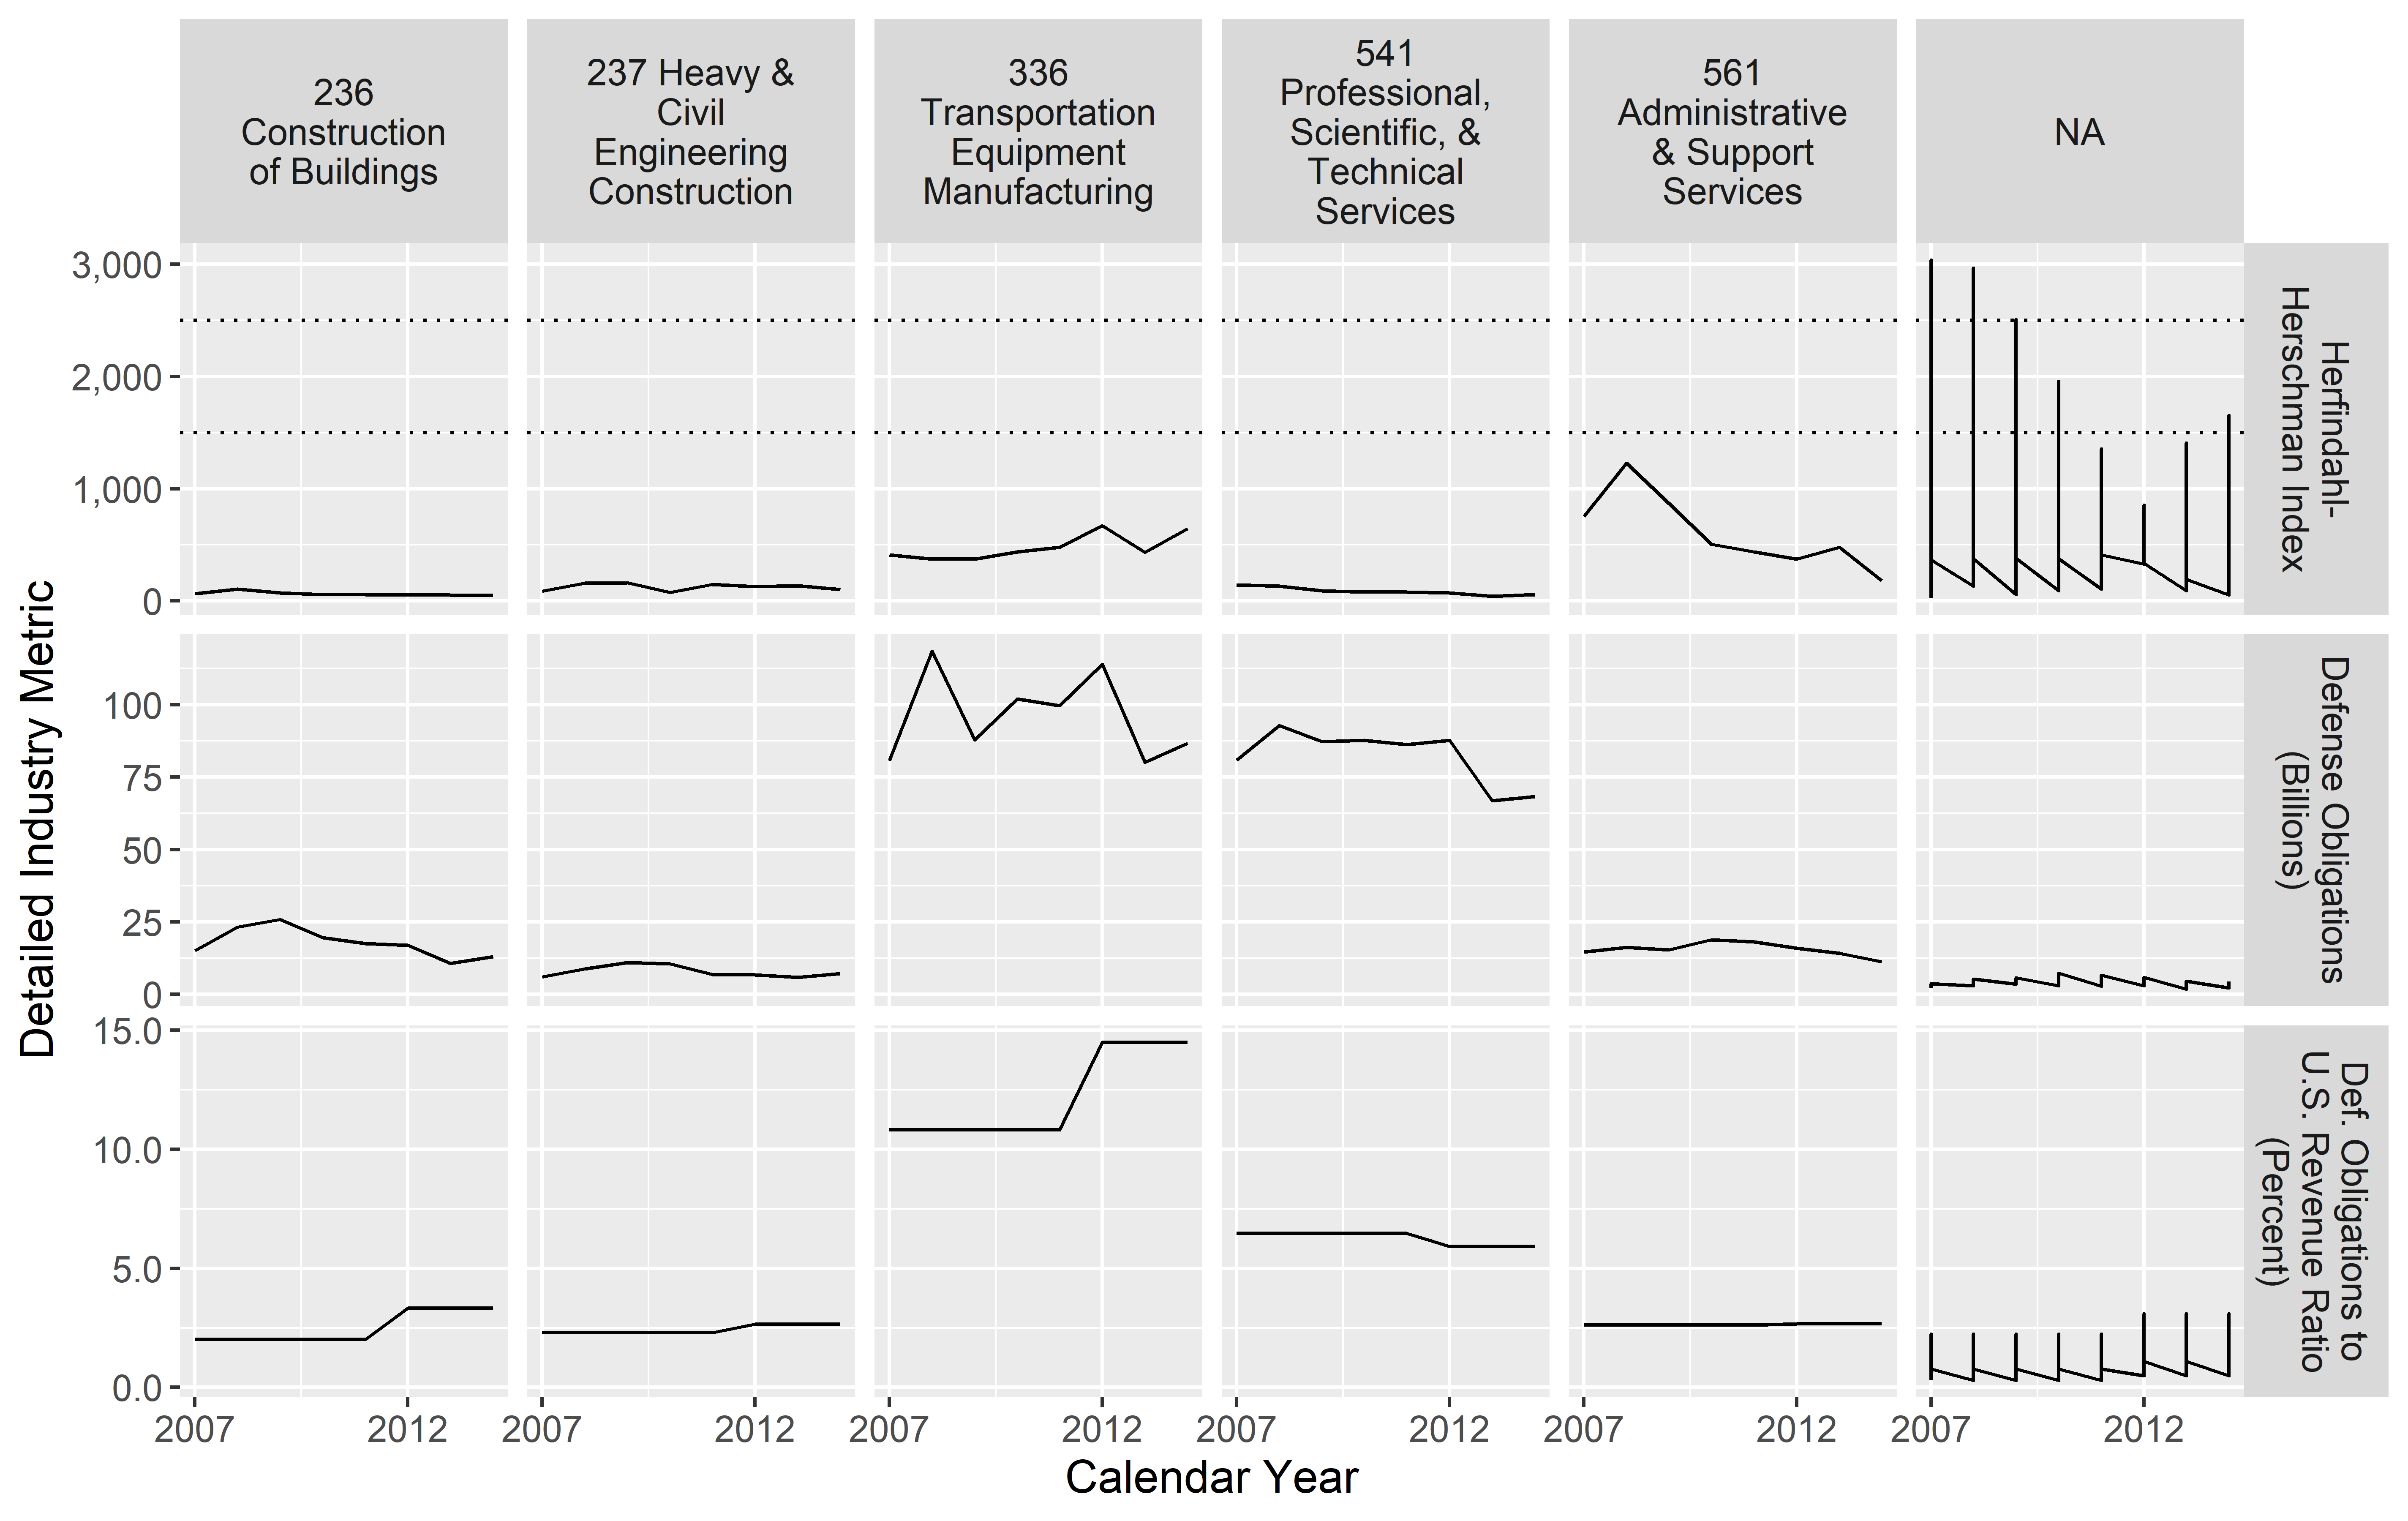 236
Construction
of Buildings
237 Heavy &
Civil
Engineering
Construction
336
Transportation
Equipment
Manufacturing
541
Professional,
Scientific, &
Technical
Services
561
Administrative
& Support
Services
NA
Detailed Industry Metric
3,000
2,000
1,000
0
Herfindahl-
Herschman Index
100
75
50
25
0
Defense Obligations
(Billions)
15.0
10.0
5.0
0.0
Def. Obligations to
U.S. Revenue Ratio
(Percent)
2007 2012 2007 2012 2007 2012 2007 2012 2007 2012 2007 2012
Calendar Year